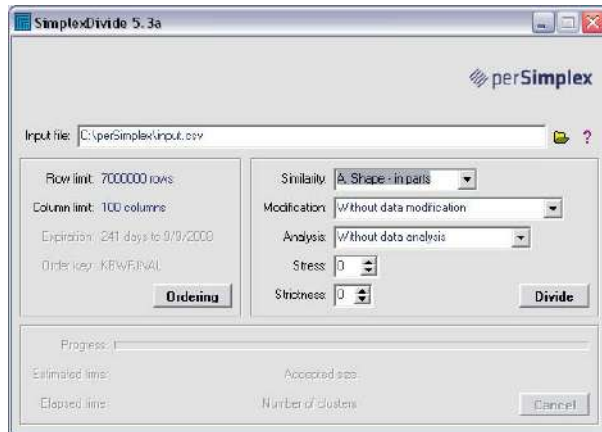 SimplexDivide 5.3a
perSimplex
Input file: C:\perSimplex\input.csv
?
Row limit: 7000000 rows
Column limit: 100 columns
Expiration: 241 days to 9/9/2008
Order key:
Ordering
Similarity: A. Shape - in parts
Modification: Without data modification
Analysis: Without data analysis
Stress: 0
Strictness: 0
Divide
Progress:
Estimated time:
Accepted size:
Elapsed time:
Number of clusters:
Cancel